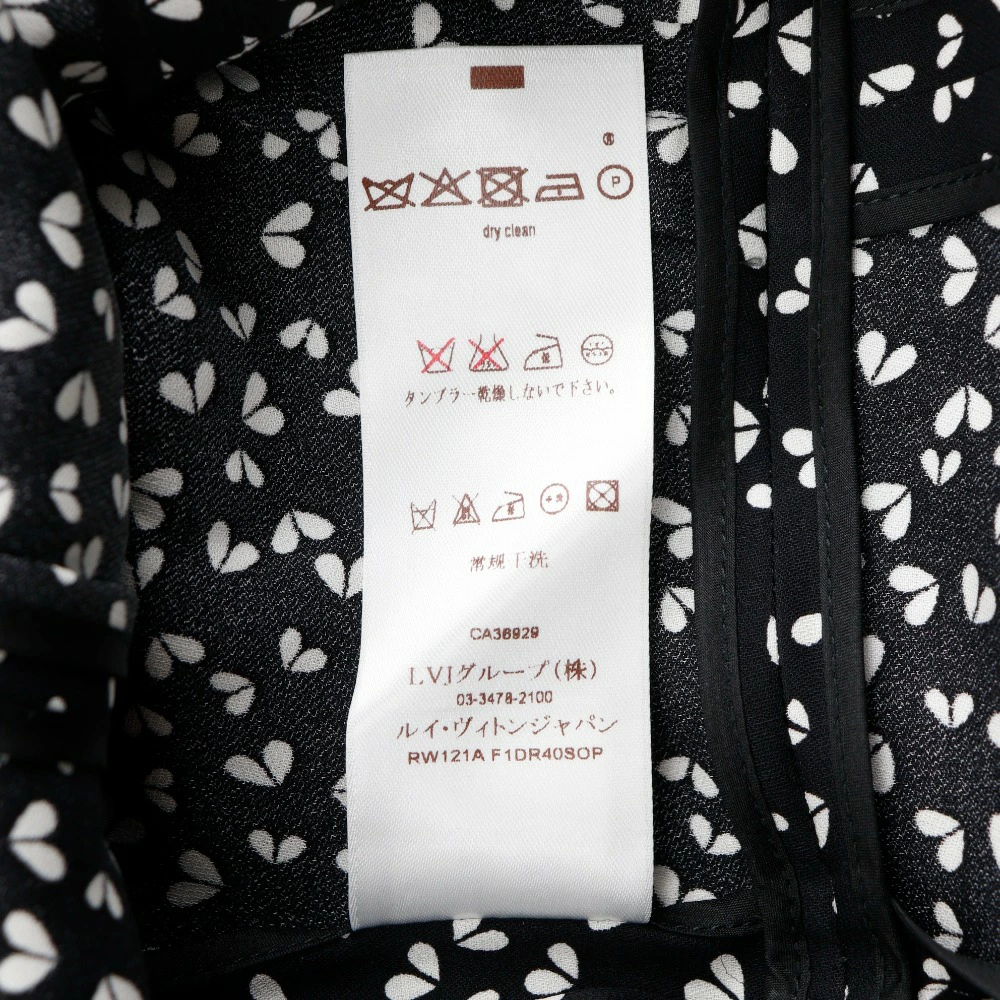 P
dry clean
タンブラー乾燥しないで下さい。
常规干洗
CA36929
LVJグループ(株)
03-3478-2100
ルイ・ヴィトンジャパン
RW121A F1DR40SOP